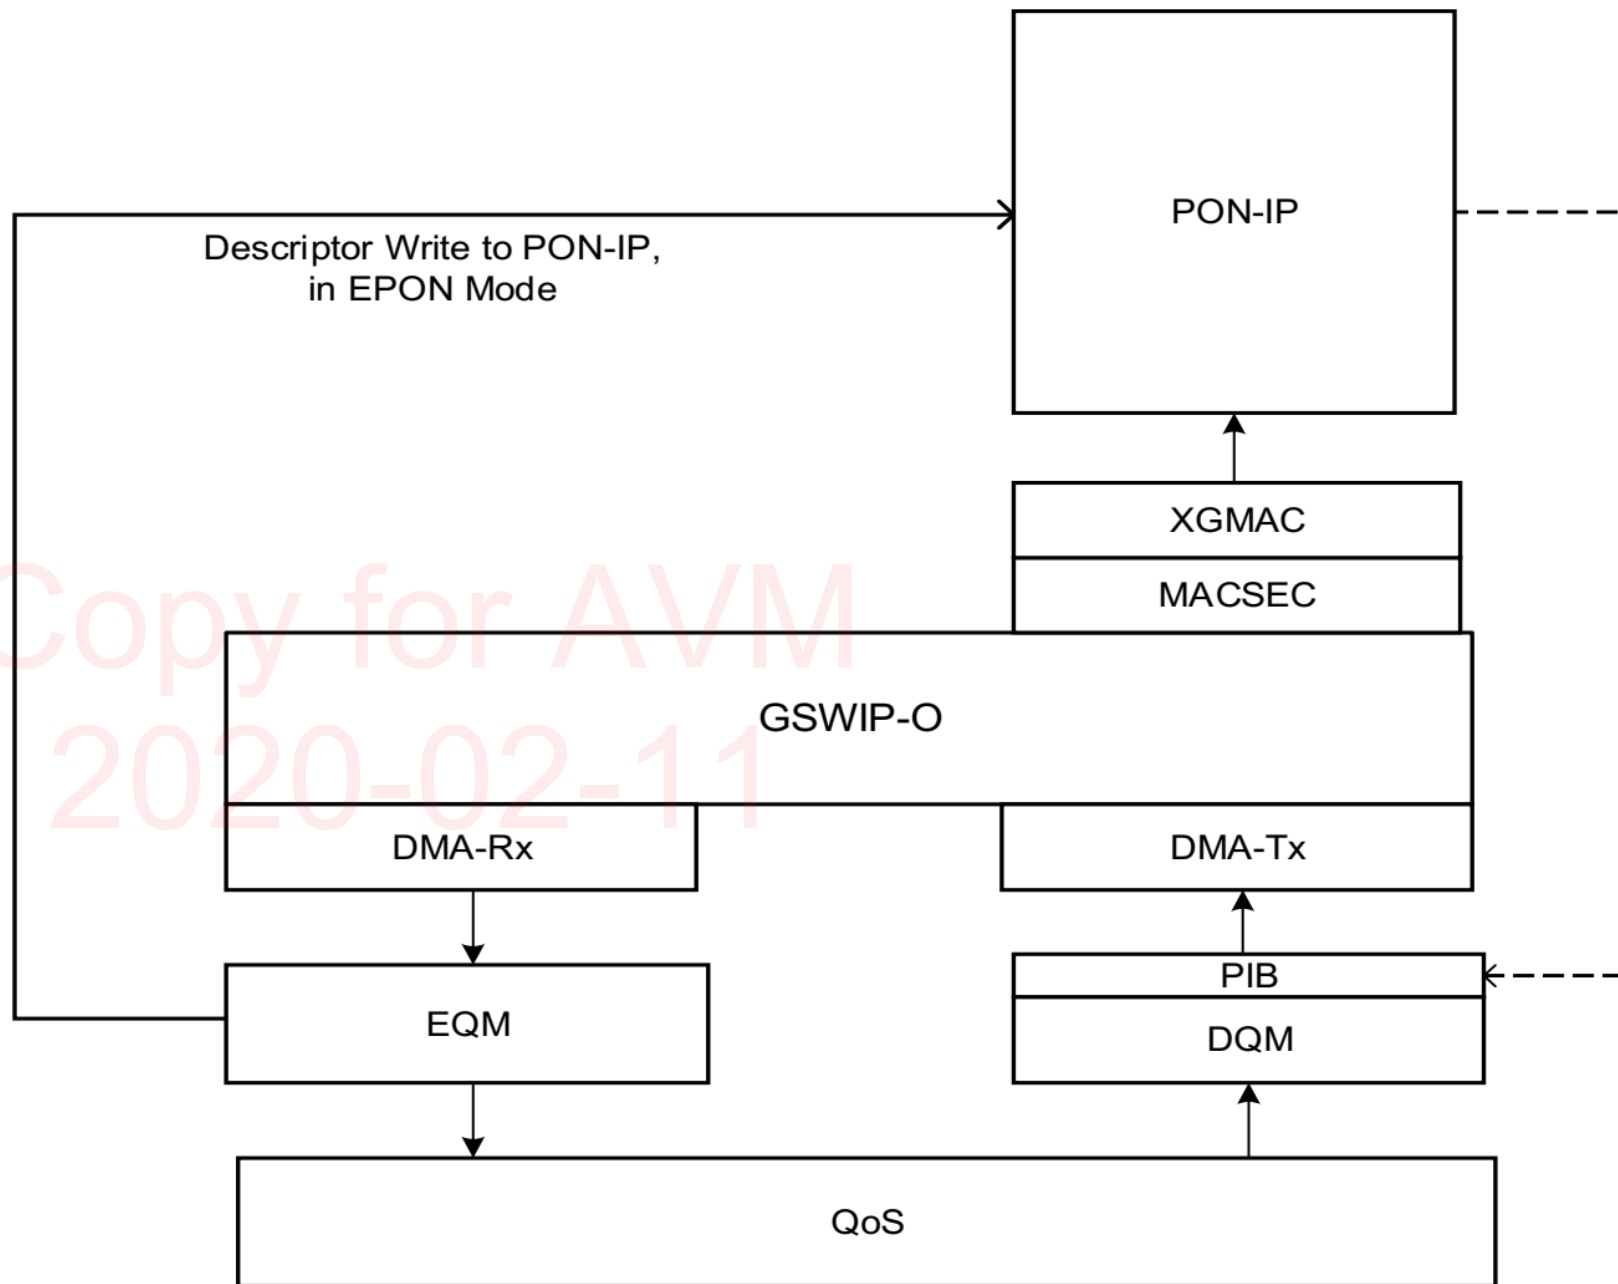 PON-IP
Descriptor Write to PON-IP,
in EPON Mode
XGMAC
MACSEC
Copy for AVM
GSWIP-O
2020-02-11
DMA-Rx
DMA-Tx
PIB
EQM
DQM
QoS